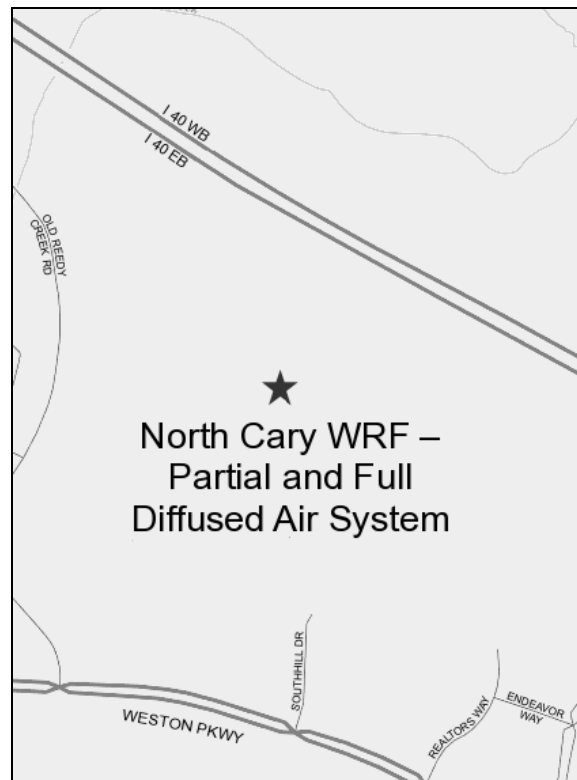 I 40 WB
I 40 EB
OLD REEDY
CREEK RD
North Cary WRF –
Partial and Full
Diffused Air System
SOUTHHILL DR
WESTON PKWY
REALTORS WAY
ENDEAVOR
WAY